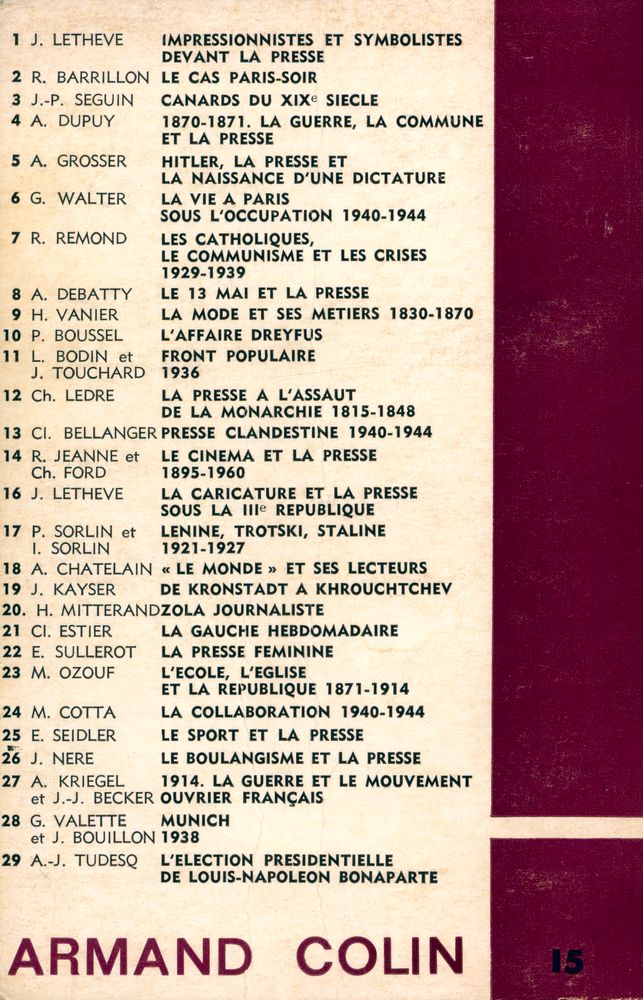 1 J. LETHEVE IMPRESSIONNISTES ET SYMBOLISTES
DEVANT LA PRESSE
2 R. BARRILLON LE CAS PARIS-SOIR
3 J.-P. SEGUIN CANARDS DU XIXe SIECLE
4 A. DUPUY 1870-1871. LA GUERRE, LA COMMUNE
ET LA PRESSE
5 A. GROSSER HITLER, LA PRESSE ET
LA NAISSANCE D'UNE DICTATURE
6 G. WALTER LA VIE A PARIS
SOUS L'OCCUPATION 1940-1944
7 R. REMOND LES CATHOLIQUES,
LE COMMUNISME ET LES CRISES
1929-1939
8 A. DEBATTY LE 13 MAI ET LA PRESSE
9 H. VANIER LA MODE ET SES METIERS 1830-1870
10 P. BOUSSEL L'AFFAIRE DREYFUS
11 L. BODIN et FRONT POPULAIRE
J. TOUCHARD 1936
12 Ch. LEDRE LA PRESSE A L'ASSAUT
DE LA MONARCHIE 1815-1848
13 Cl. BELLANGER PRESSE CLANDESTINE 1940-1944
14 R. JEANNE et LE CINEMA ET LA PRESSE
Ch. FORD 1895-1960
16 J. LETHEVE LA CARICATURE ET LA PRESSE
SOUS LA IIIe REPUBLIQUE
17 P. SORLIN et LENINE, TROTSKI, STALINE
I. SORLIN 1921-1927
18 A. CHATELAIN « LE MONDE » ET SES LECTEURS
19 J. KAYSER DE KRONSTADT A KHROUCHTCHEV
20. H. MITTERAND ZOLA JOURNALISTE
21 Cl. ESTIER LA GAUCHE HEBDOMADAIRE
22 E. SULLEROT LA PRESSE FEMININE
23 M. OZOUF L'ECOLE, L'EGLISE
ET LA REPUBLIQUE 1871-1914
24 M. COTTA LA COLLABORATION 1940-1944
25 E. SEIDLER LE SPORT ET LA PRESSE
26 J. NERE LE BOULANGISME ET LA PRESSE
27 A. KRIEGEL 1914. LA GUERRE ET LE MOUVEMENT
et J.-J. BECKER OUVRIER FRANÇAIS
28 G. VALETTE MUNICH
et J. BOUILLON 1938
29 A.-J. TUDESQ L'ELECTION PRESIDENTIELLE
DE LOUIS-NAPOLEON BONAPARTE
ARMAND COLIN 15